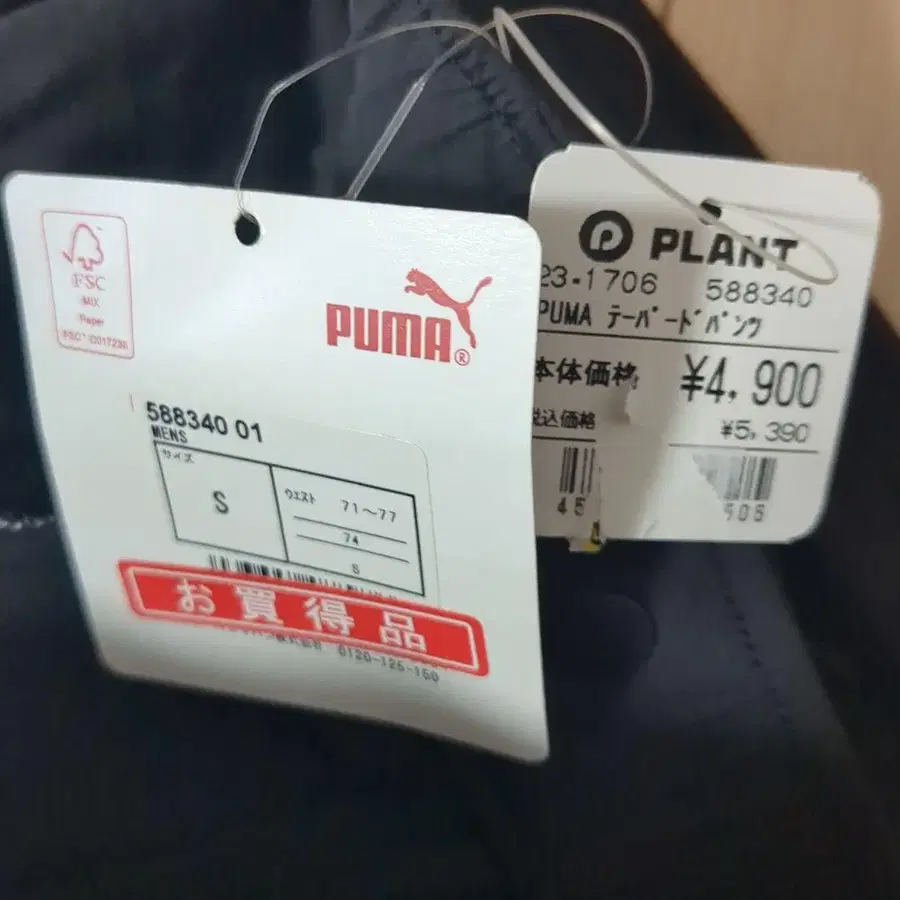 FSC
MIX
Paper
PUMA®
588340 01
MENS
サイズ
S
ウエスト 71～77
74
S
お買得品
0120-125-150
PLANT
23-1706 588340
PUMA テーパードパンツ
本体価格 ¥4,900
税込価格 ¥5,390
45